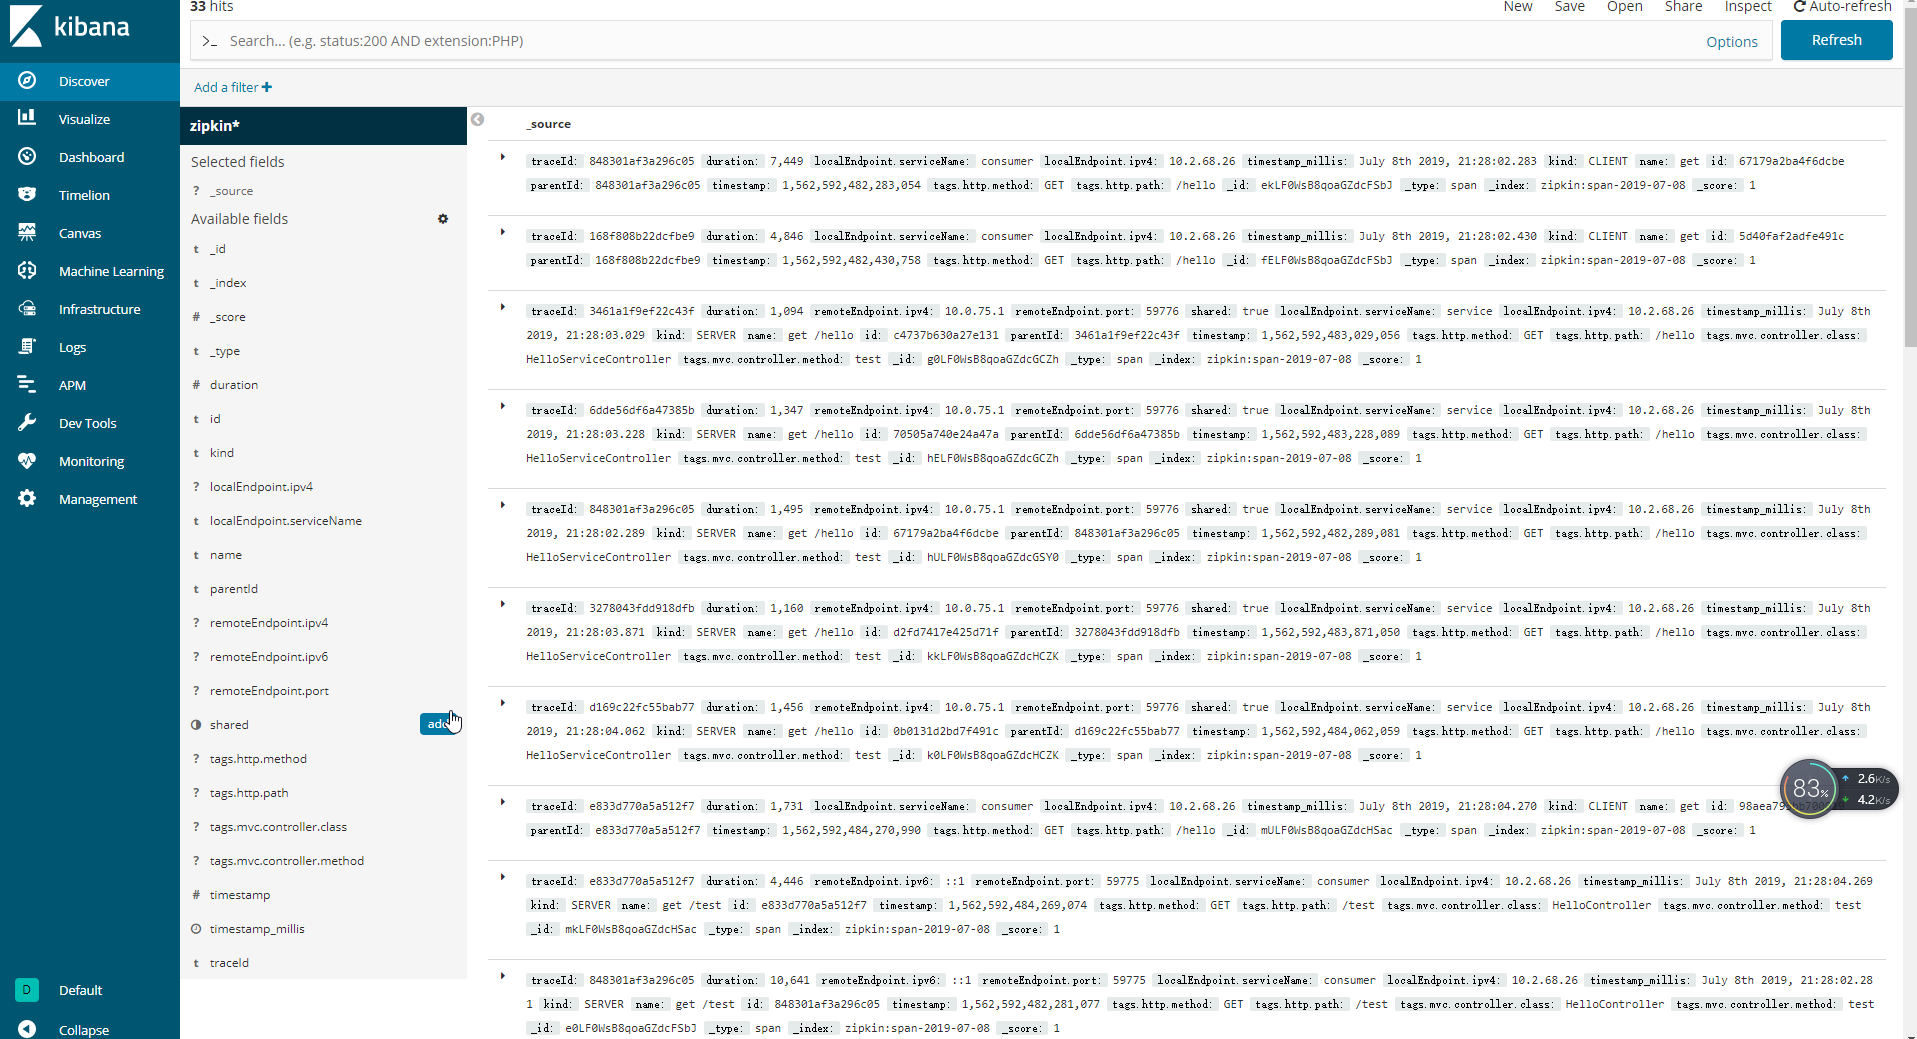 33 hits
New Save Open Share Inspect Auto-refresh
kibana
>_ Search... (e.g. status:200 AND extension:PHP) Options Refresh
Discover
Visualize
Dashboard
Timelion
Canvas
Machine Learning
Infrastructure
Logs
APM
Dev Tools
Monitoring
Management
D Default
Collapse
Add a filter +
zipkin*
Selected fields
? _source
Available fields
t _id
t _index
# _score
t _type
# duration
t id
t kind
? localEndpoint.ipv4
t localEndpoint.serviceName
t name
t parentId
? remoteEndpoint.ipv4
? remoteEndpoint.ipv6
? remoteEndpoint.port
shared add
? tags.http.method
? tags.http.path
? tags.mvc.controller.class
? tags.mvc.controller.method
# timestamp
timestamp_millis
t traceId
_source
traceId: 848301af3a296c05 duration: 7,449 localEndpoint.serviceName: consumer localEndpoint.ipv4: 10.2.68.26 timestamp_millis: July 8th 2019, 21:28:02.283 kind: CLIENT name: get id: 67179a2ba4f6dcbe
parentId: 848301af3a296c05 timestamp: 1,562,592,482,283,054 tags.http.method: GET tags.http.path: /hello _id: ekLF0WsB8qoaGZdcFSbJ _type: span _index: zipkin:span-2019-07-08 _score: 1
traceId: 168f808b22dcfbe9 duration: 4,846 localEndpoint.serviceName: consumer localEndpoint.ipv4: 10.2.68.26 timestamp_millis: July 8th 2019, 21:28:02.430 kind: CLIENT name: get id: 5d40faf2adfe491c
parentId: 168f808b22dcfbe9 timestamp: 1,562,592,482,430,758 tags.http.method: GET tags.http.path: /hello _id: fELF0WsB8qoaGZdcFSbJ _type: span _index: zipkin:span-2019-07-08 _score: 1
traceId: 3461a1f9ef22c43f duration: 1,094 remoteEndpoint.ipv4: 10.0.75.1 remoteEndpoint.port: 59776 shared: true localEndpoint.serviceName: service localEndpoint.ipv4: 10.2.68.26 timestamp_millis: July 8th
2019, 21:28:03.029 kind: SERVER name: get /hello id: c4737b630a27e131 parentId: 3461a1f9ef22c43f timestamp: 1,562,592,483,029,056 tags.http.method: GET tags.http.path: /hello tags.mvc.controller.class:
HelloServiceController tags.mvc.controller.method: test _id: g0LF0WsB8qoaGZdcGCZh _type: span _index: zipkin:span-2019-07-08 _score: 1
traceId: 6dde56df6a47385b duration: 1,347 remoteEndpoint.ipv4: 10.0.75.1 remoteEndpoint.port: 59776 shared: true localEndpoint.serviceName: service localEndpoint.ipv4: 10.2.68.26 timestamp_millis: July 8th
2019, 21:28:03.228 kind: SERVER name: get /hello id: 70505a740e24a47a parentId: 6dde56df6a47385b timestamp: 1,562,592,483,228,089 tags.http.method: GET tags.http.path: /hello tags.mvc.controller.class:
HelloServiceController tags.mvc.controller.method: test _id: hELF0WsB8qoaGZdcGCZh _type: span _index: zipkin:span-2019-07-08 _score: 1
traceId: 848301af3a296c05 duration: 1,495 remoteEndpoint.ipv4: 10.0.75.1 remoteEndpoint.port: 59776 shared: true localEndpoint.serviceName: service localEndpoint.ipv4: 10.2.68.26 timestamp_millis: July 8th
2019, 21:28:02.289 kind: SERVER name: get /hello id: 67179a2ba4f6dcbe parentId: 848301af3a296c05 timestamp: 1,562,592,482,289,081 tags.http.method: GET tags.http.path: /hello tags.mvc.controller.class:
HelloServiceController tags.mvc.controller.method: test _id: hULF0WsB8qoaGZdcGSY0 _type: span _index: zipkin:span-2019-07-08 _score: 1
traceId: 3278043fdd918dfb duration: 1,160 remoteEndpoint.ipv4: 10.0.75.1 remoteEndpoint.port: 59776 shared: true localEndpoint.serviceName: service localEndpoint.ipv4: 10.2.68.26 timestamp_millis: July 8th
2019, 21:28:03.871 kind: SERVER name: get /hello id: d2fd7417e425d71f parentId: 3278043fdd918dfb timestamp: 1,562,592,483,871,050 tags.http.method: GET tags.http.path: /hello tags.mvc.controller.class:
HelloServiceController tags.mvc.controller.method: test _id: kkLF0WsB8qoaGZdcHCZK _type: span _index: zipkin:span-2019-07-08 _score: 1
traceId: d169c22fc55bab77 duration: 1,456 remoteEndpoint.ipv4: 10.0.75.1 remoteEndpoint.port: 59776 shared: true localEndpoint.serviceName: service localEndpoint.ipv4: 10.2.68.26 timestamp_millis: July 8th
2019, 21:28:04.062 kind: SERVER name: get /hello id: 0b0131d2bd7f491c parentId: d169c22fc55bab77 timestamp: 1,562,592,484,062,059 tags.http.method: GET tags.http.path: /hello tags.mvc.controller.class:
HelloServiceController tags.mvc.controller.method: test _id: k0LF0WsB8qoaGZdcHCZK _type: span _index: zipkin:span-2019-07-08 _score: 1
traceId: e833d770a5a512f7 duration: 1,731 localEndpoint.serviceName: consumer localEndpoint.ipv4: 10.2.68.26 timestamp_millis: July 8th 2019, 21:28:04.270 kind: CLIENT name: get id:
parentId: e833d770a5a512f7 timestamp: 1,562,592,484,270,990 tags.http.method: GET tags.http.path: /hello _id: mULF0WsB8qoaGZdcHSac _type: span _index: zipkin:span-2019-07-08 _score: 1
83% 2.6K/s
4.2K/s
traceId: e833d770a5a512f7 duration: 4,446 remoteEndpoint.ipv6: ::1 remoteEndpoint.port: 59775 localEndpoint.serviceName: consumer localEndpoint.ipv4: 10.2.68.26 timestamp_millis: July 8th 2019, 21:28:04.269
kind: SERVER name: get /test id: e833d770a5a512f7 timestamp: 1,562,592,484,269,074 tags.http.method: GET tags.http.path: /test tags.mvc.controller.class: HelloController tags.mvc.controller.method: test
_id: mkLF0WsB8qoaGZdcHSac _type: span _index: zipkin:span-2019-07-08 _score: 1
traceId: 848301af3a296c05 duration: 10,641 remoteEndpoint.ipv6: ::1 remoteEndpoint.port: 59775 localEndpoint.serviceName: consumer localEndpoint.ipv4: 10.2.68.26 timestamp_millis: July 8th 2019, 21:28:02.28
1 kind: SERVER name: get /test id: 848301af3a296c05 timestamp: 1,562,592,482,281,077 tags.http.method: GET tags.http.path: /test tags.mvc.controller.class: HelloController tags.mvc.controller.method: test
_id: e0LF0WsB8qoaGZdcFSbJ _type: span _index: zipkin:span-2019-07-08 _score: 1